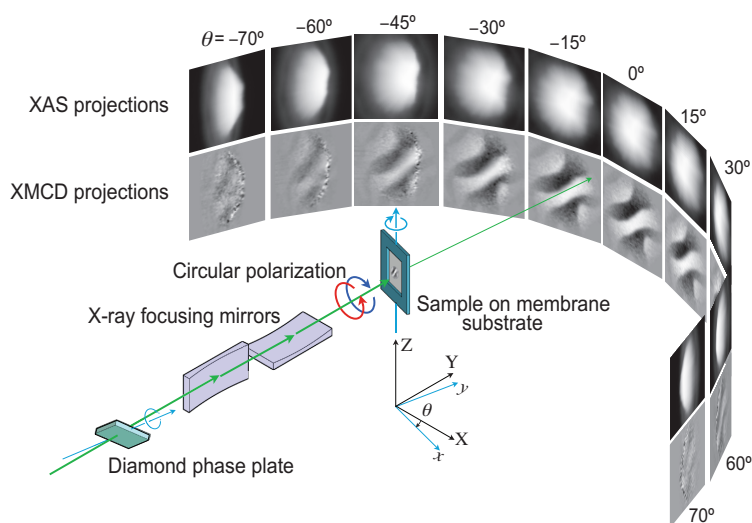 θ = −70º
−60º
−45º
−30º
−15º
0º
15º
30º
XAS projections
XMCD projections
Circular polarization
X-ray focusing mirrors
Sample on membrane
substrate
Z
Y
y
θ
X
x
Diamond phase plate
60º
70º